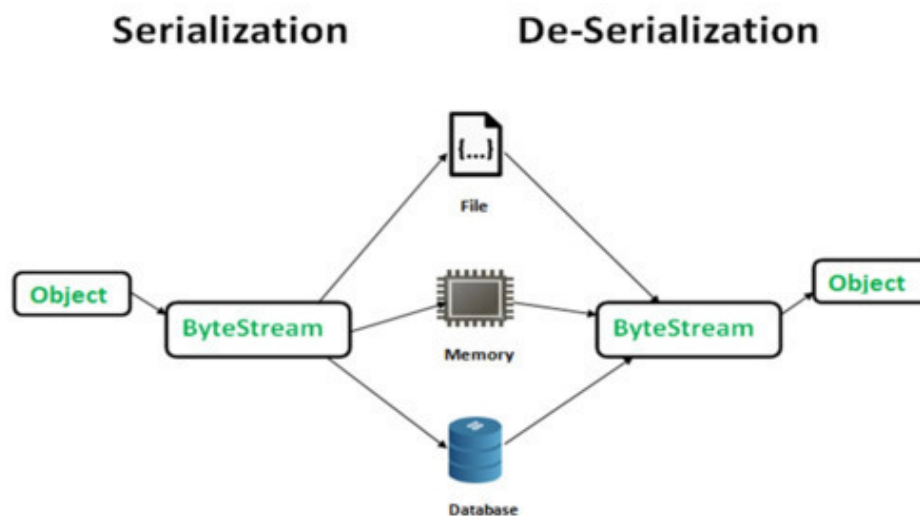 Serialization De-Serialization
{...}
File
Object
ByteStream
Memory
ByteStream
Object
Database